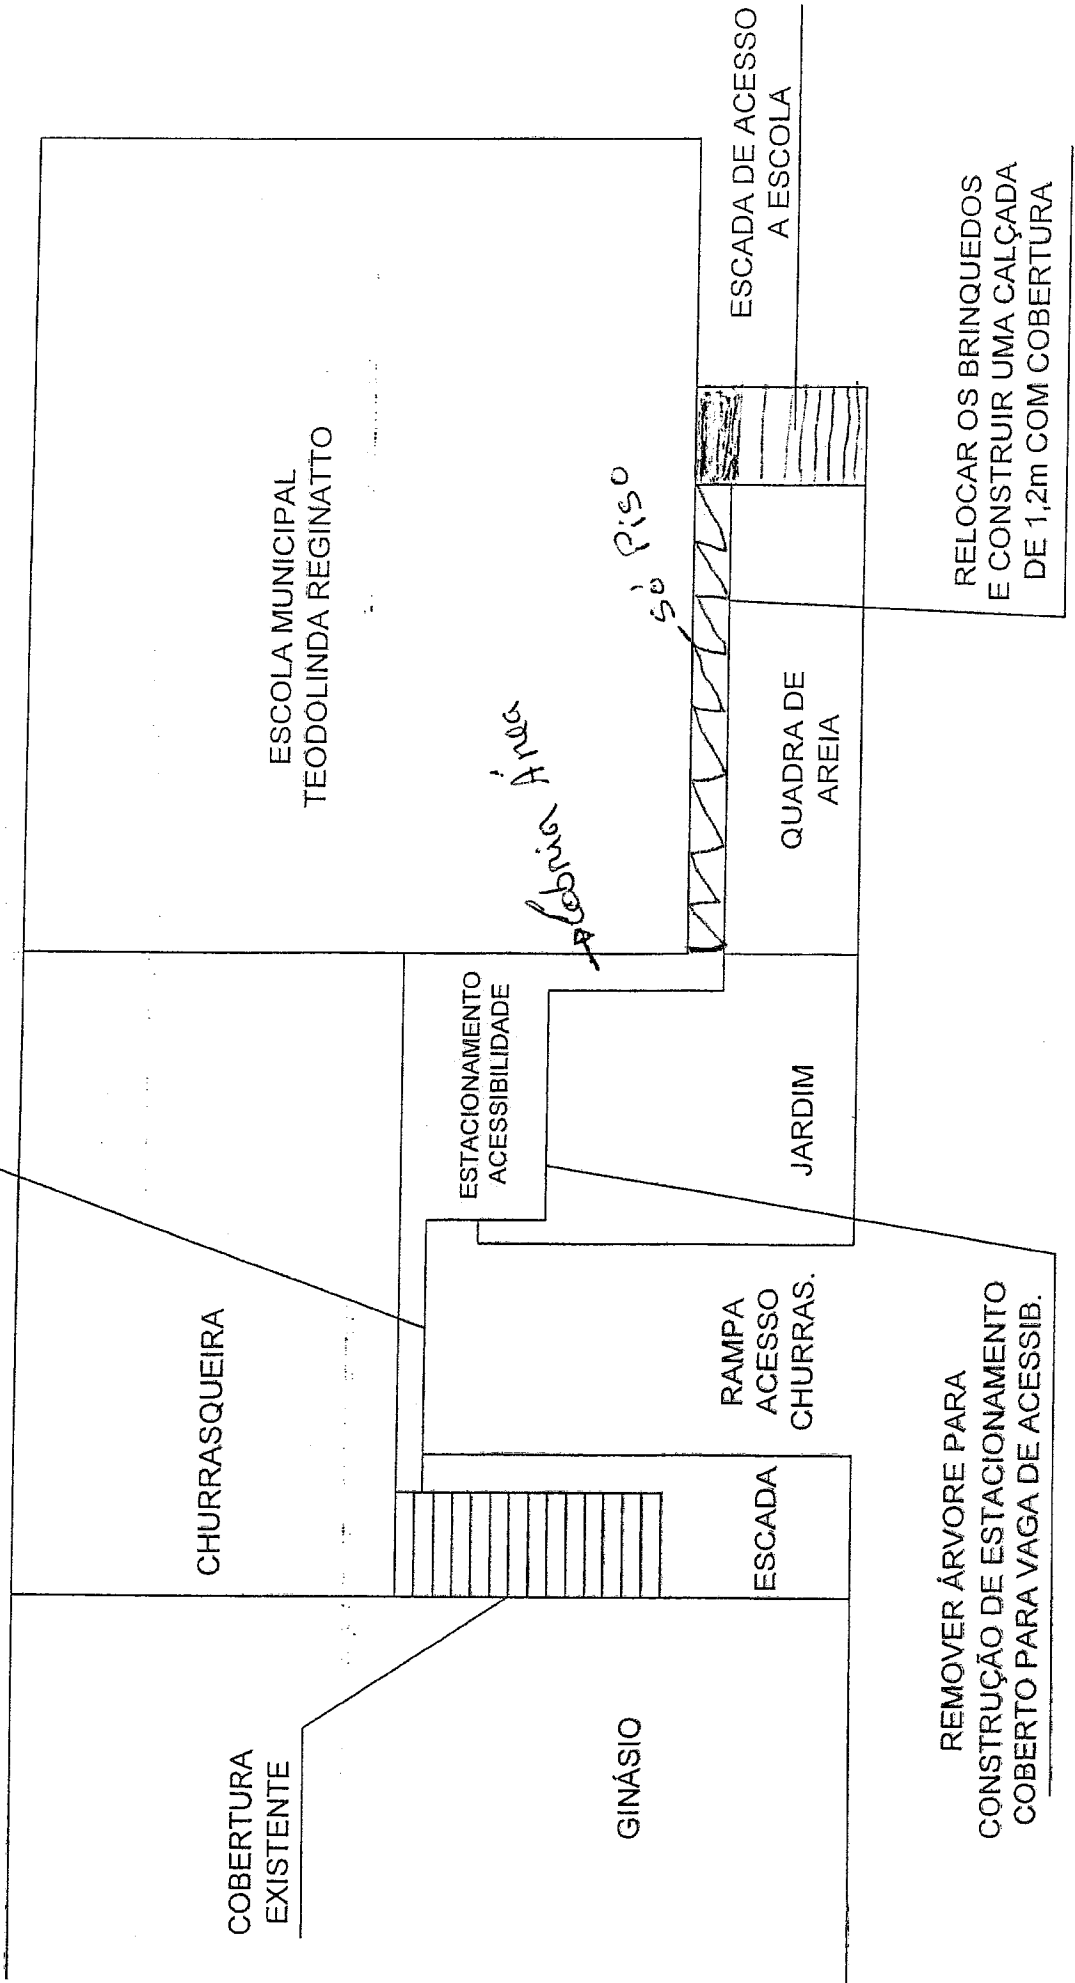 COBERTURA
EXISTENTE
CHURRASQUEIRA
ESCOLA MUNICIPAL
TEODOLINDA REGINATTO
GINÁSIO
ESTACIONAMENTO
ACESSIBILIDADE
Cobrir Área
só Piso
ESCADA
RAMPA
ACESSO
CHURRAS.
JARDIM
QUADRA DE
AREIA
ESCADA DE ACESSO
A ESCOLA
REMOVER ÁRVORE PARA
CONSTRUÇÃO DE ESTACIONAMENTO
COBERTO PARA VAGA DE ACESSIB.
RELOCAR OS BRINQUEDOS
E CONSTRUIR UMA CALÇADA
DE 1,2m COM COBERTURA